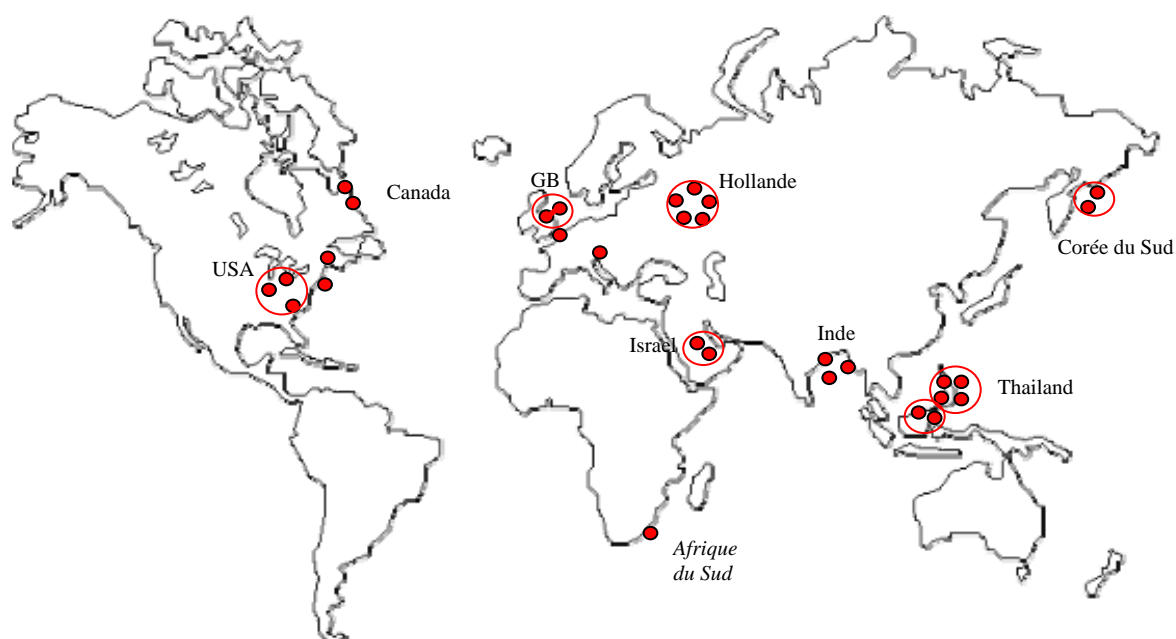 GB
Hollande
Canada
Corée du Sud
USA
Inde
Israel
Thailand
Afrique
du Sud